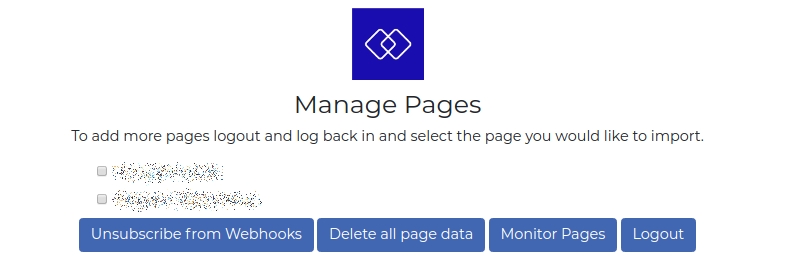 Manage Pages
To add more pages logout and log back in and select the page you would like to import.
Unsubscribe from Webhooks Delete all page data Monitor Pages Logout